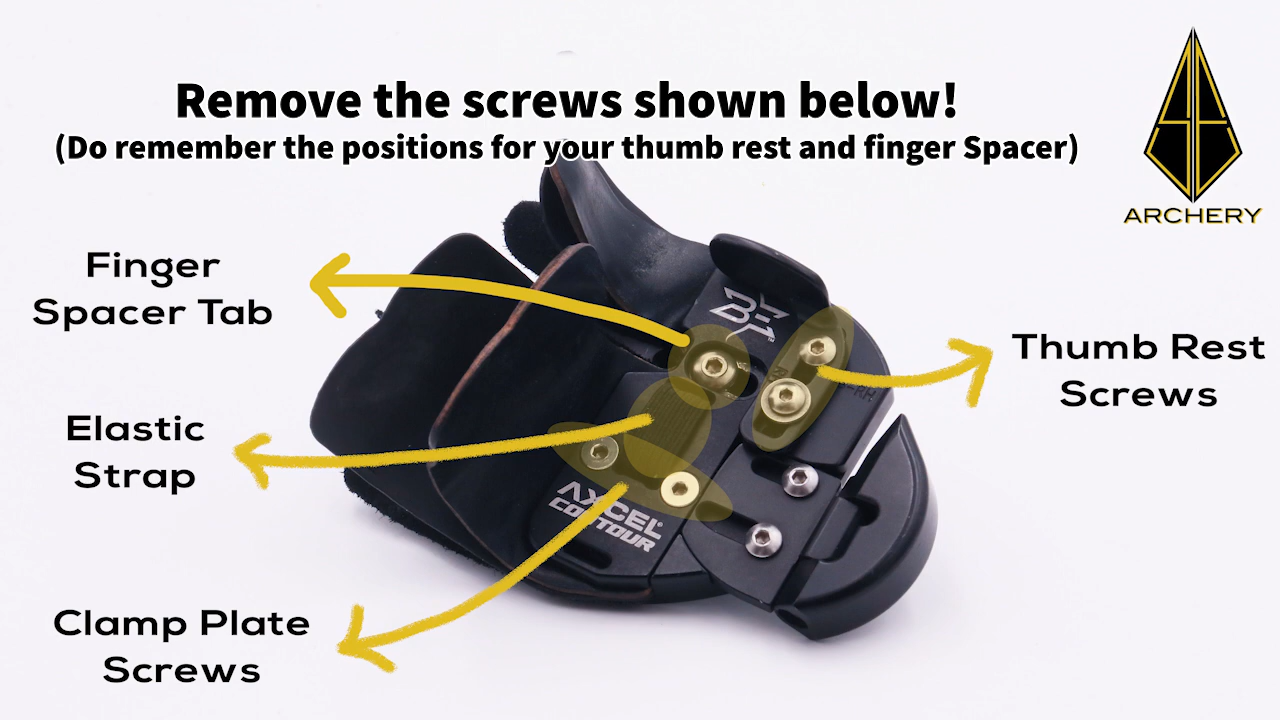 Remove the screws shown below!
(Do remember the positions for your thumb rest and finger Spacer)
ARCHERY
Finger
Spacer Tab
Thumb Rest
Screws
Elastic
Strap
Clamp Plate
Screws
BE
RH
AXCEL
CONTOUR